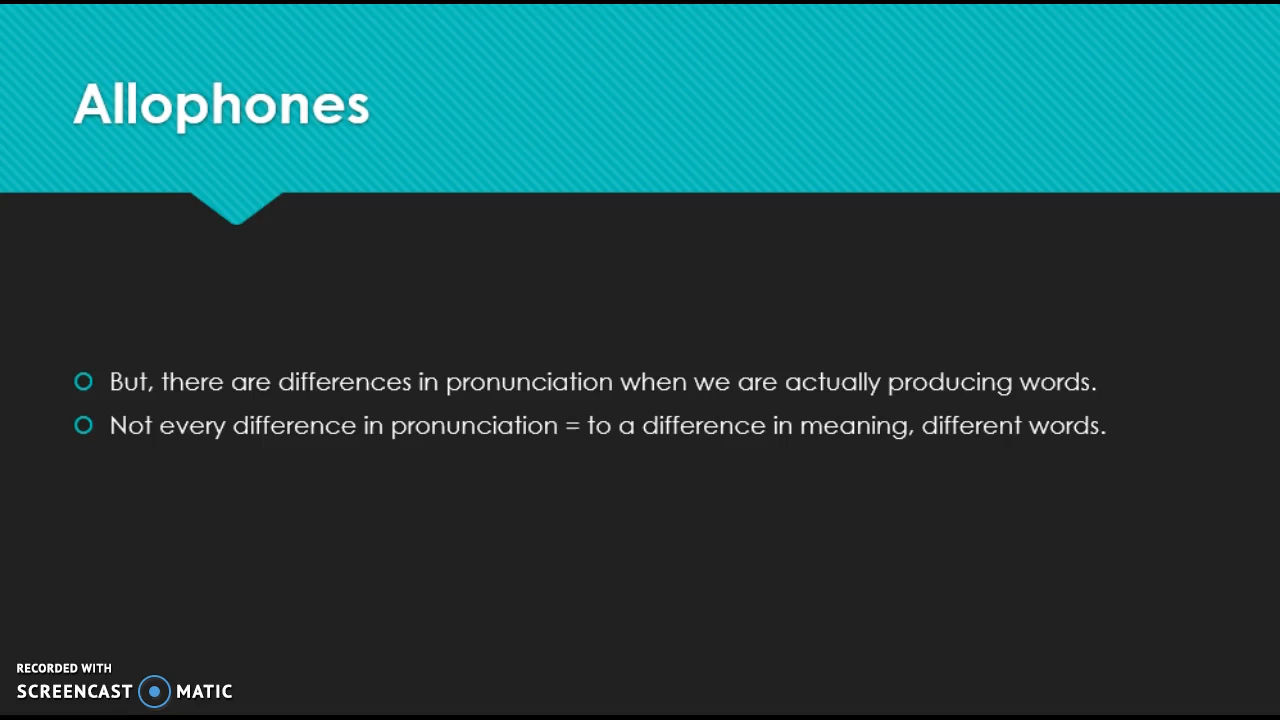 Allophones
But, there are differences in pronunciation when we are actually producing words.
Not every difference in pronunciation = to a difference in meaning, different words.
RECORDED WITH
SCREENCAST MATIC